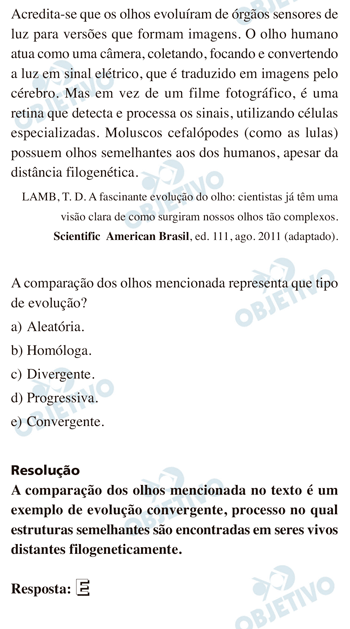 Acredita-se que os olhos evoluíram de órgãos sensores de
luz para versões que formam imagens. O olho humano
atua como uma câmera, coletando, focando e convertendo
a luz em sinal elétrico, que é traduzido em imagens pelo
cérebro. Mas em vez de um filme fotográfico, é uma
retina que detecta e processa os sinais, utilizando células
especializadas. Moluscos cefalópodes (como as lulas)
possuem olhos semelhantes aos dos humanos, apesar da
distância filogenética.
LAMB, T. D. A fascinante evolução do olho: cientistas já têm uma
visão clara de como surgiram nossos olhos tão complexos.
Scientific American Brasil, ed. 111, ago. 2011 (adaptado).
A comparação dos olhos mencionada representa que tipo
de evolução?
a) Aleatória.
b) Homóloga.
c) Divergente.
d) Progressiva.
e) Convergente.
Resolução
A comparação dos olhos mencionada no texto é um
exemplo de evolução convergente, processo no qual
estruturas semelhantes são encontradas em seres vivos
distantes filogeneticamente.
Resposta: E
OBJETIVO
OBJETIVO
OBJETIVO
OBJETIVO
OBJETIVO
OBJETIVO